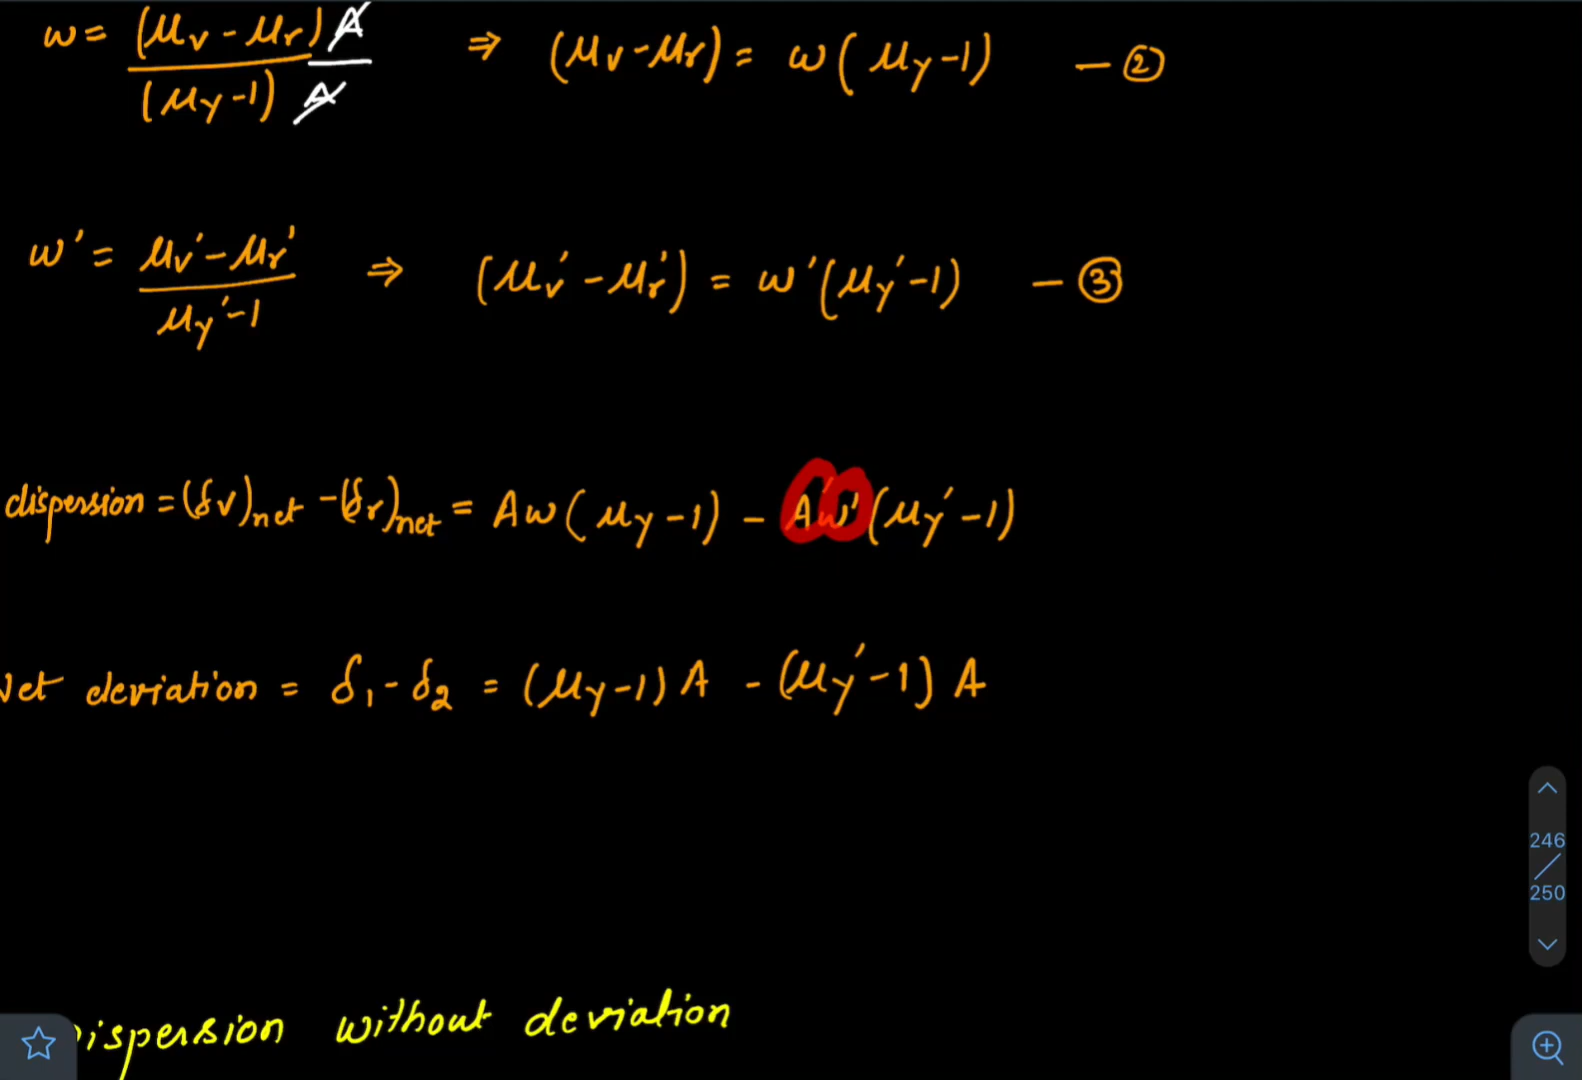 ω = (μv - μr) A / (μy - 1) A ⇒ (μv - μr) = ω (μy - 1) - ②
ω' = μv' - μr' / μy' - 1 ⇒ (μv' - μr') = ω' (μy' - 1) - ③
dispersion = (δv)net - (δr)net = Aω (μy - 1) - A'ω' (μy' - 1)
Net deviation = δ1 - δ2 = (μy - 1) A - (μy' - 1) A
246
250
Dispersion without deviation